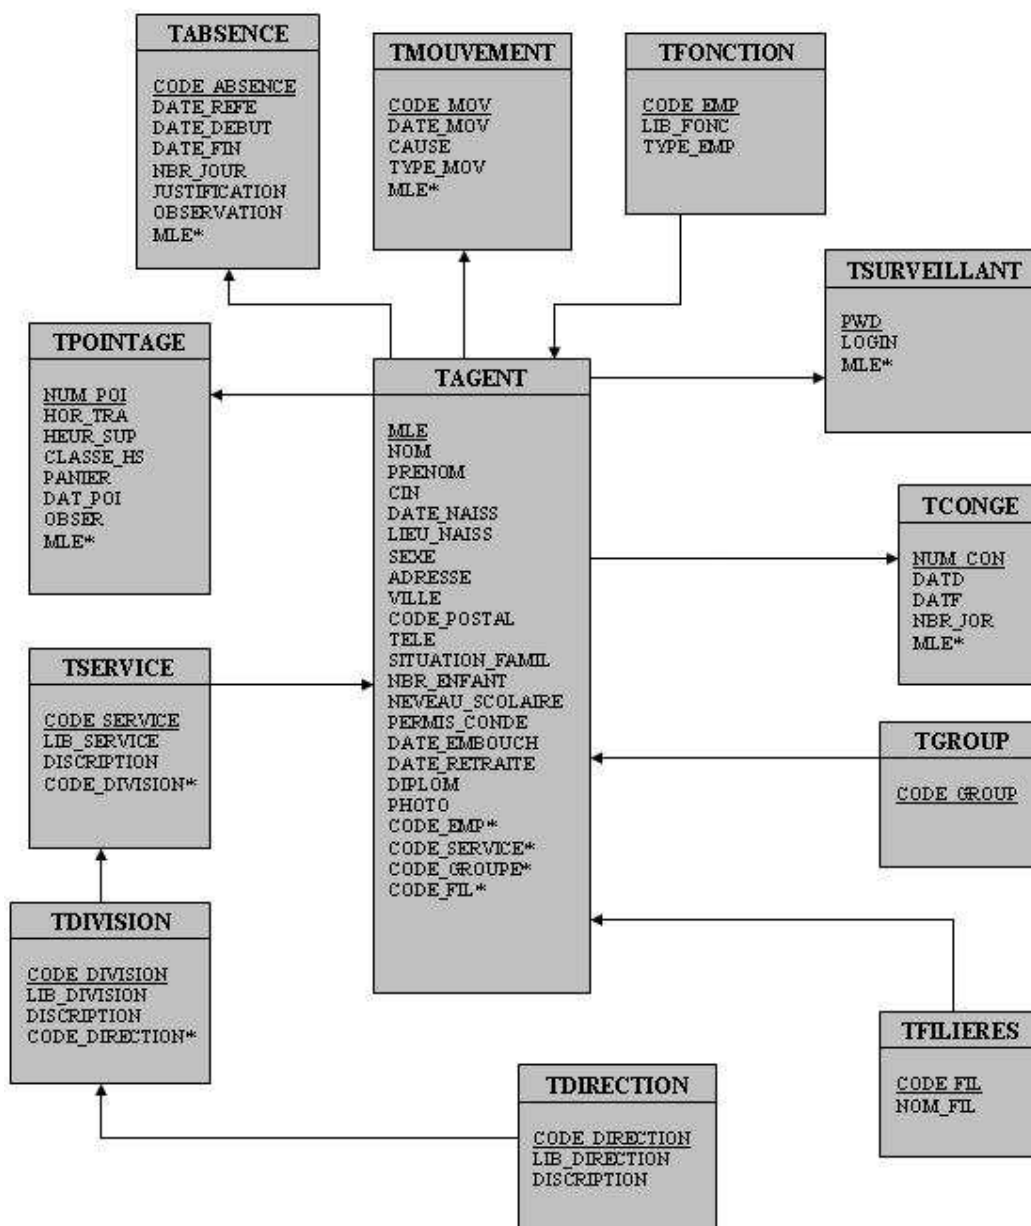 TABSENCE
CODE_ABSENCE
DATE_REFE
DATE_DEBUT
DATE_FIN
NBR_JOUR
JUSTIFICATION
OBSERVATION
MLE*
TMOUVEMENT
CODE_MOV
DATE_MOV
CAUSE
TYPE_MOV
MLE*
TFONCTION
CODE_EMP
LIB_FONC
TYPE_EMP
TSURVEILLANT
PWD
LOGIN
MLE*
TPOINTAGE
NUM_POI
HOR_TRA
HEUR_SUP
CLASSE_HS
PANIER
DAT_POI
OBSER
MLE*
TAGENT
MLE
NOM
PRENOM
CIN
DATE_NAISS
LIEU_NAISS
SEXE
ADRESSE
VILLE
CODE_POSTAL
TELE
SITUATION_FAMIL
NBR_ENFANT
NEVEAU_SCOLAIRE
PERMIS_CONDE
DATE_EMBOUCH
DATE_RETRAITE
DIPLOM
PHOTO
CODE_EMP*
CODE_SERVICE*
CODE_GROUPE*
CODE_FIL*
TCONGE
NUM_CON
DATD
DATF
NBR_JOR
MLE*
TSERVICE
CODE_SERVICE
LIB_SERVICE
DISCRIPTION
CODE_DIVISION*
TGROUP
CODE_GROUP
TDIVISION
CODE_DIVISION
LIB_DIVISION
DISCRIPTION
CODE_DIRECTION*
TFILIERES
CODE_FIL
NOM_FIL
TDIRECTION
CODE_DIRECTION
LIB_DIRECTION
DISCRIPTION